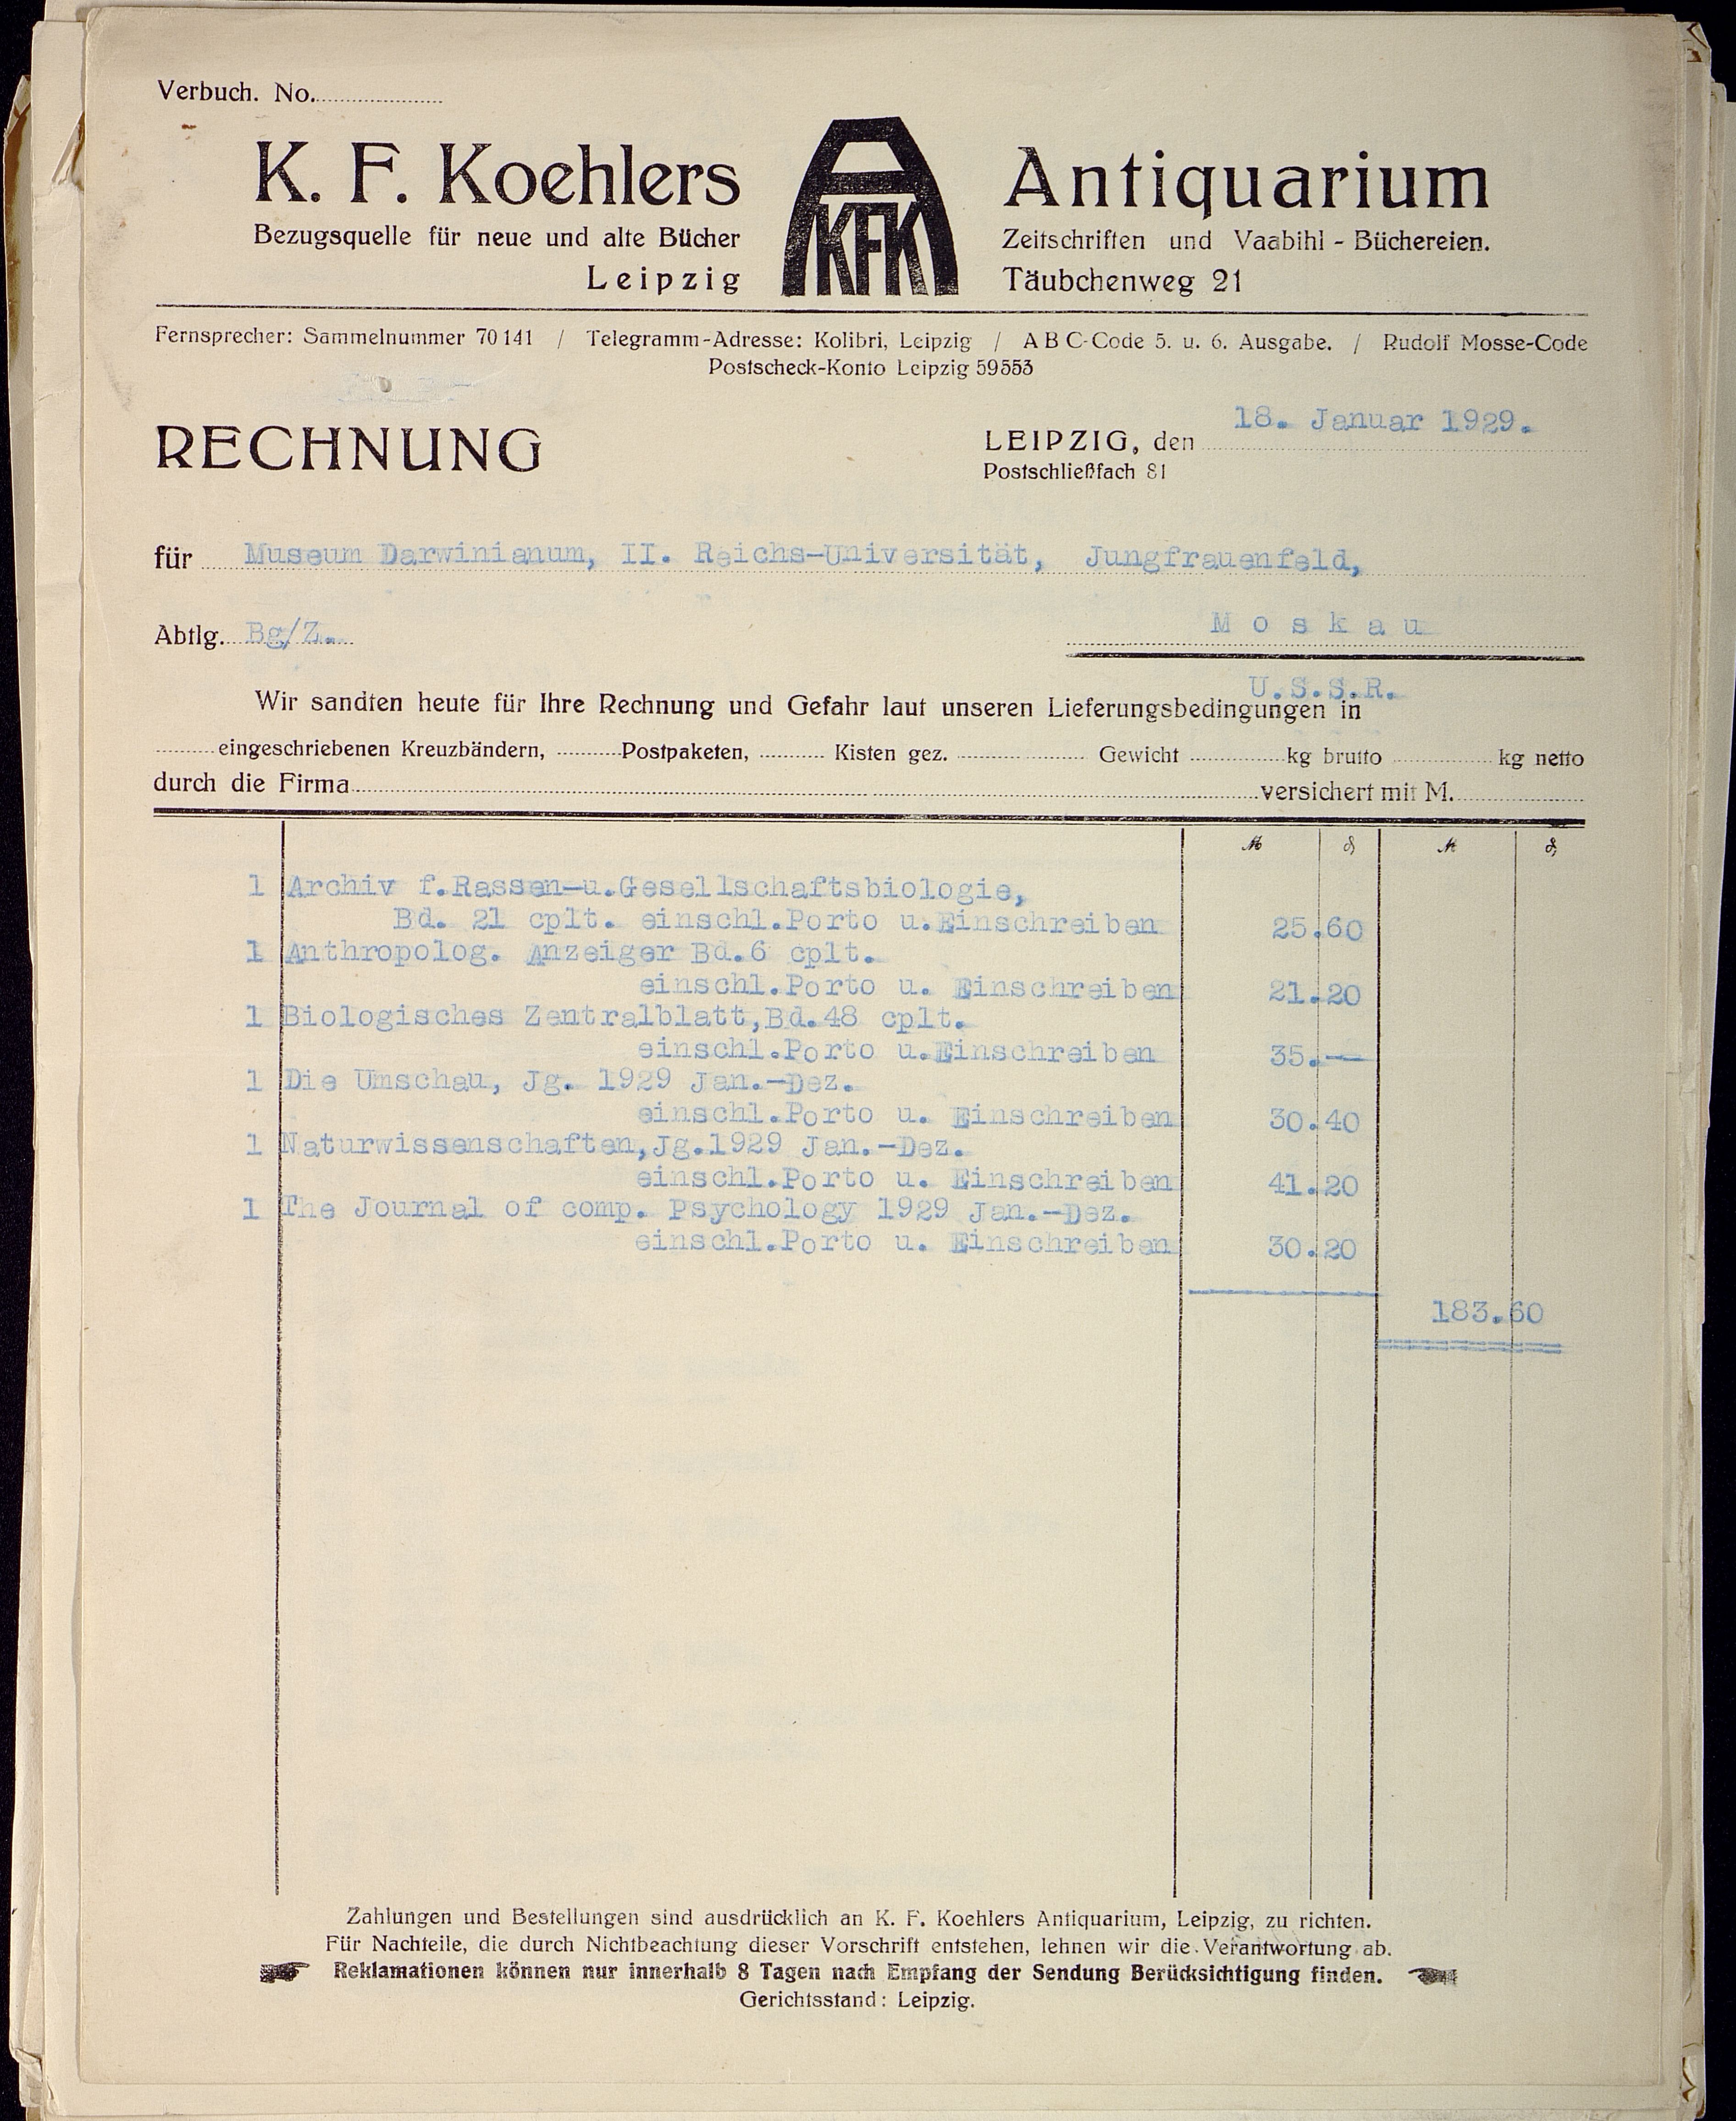 Verbuch. No.
K. F. Koehlers Antiquarium
KFK
Bezugsquelle für neue und alte Bücher Zeitschriften und Vaabihl - Büchereien.
Leipzig Täubchenweg 21
Fernsprecher: Sammelnummer 70141 / Telegramm-Adresse: Kolibri, Leipzig / A B C-Code 5. u. 6. Ausgabe. / Rudolf Mosse-Code
Postscheck-Konto Leipzig 59553
RECHNUNG LEIPZIG, den 18. Januar 1929.
Postschließfach 81
für Museum Darwinianum, II. Reichs-Universität, Jungfrauenfeld,
Abtlg. Bg/Z. Moskau
U.S.S.R.
Wir sandten heute für Ihre Rechnung und Gefahr laut unseren Lieferungsbedingungen in
eingeschriebenen Kreuzbändern, Postpaketen, Kisten gez. Gewicht kg brutto kg netto
durch die Firma versichert mit M.
1 Archiv f.Rassen-u.Gesellschaftsbiologie,
Bd. 21 cplt. einschl.Porto u.Einschreiben 25.60
1 Anthropolog. Anzeiger Bd.6 cplt.
einschl.Porto u. Einschreiben 21.20
1 Biologisches Zentralblatt,Bd.48 cplt.
einschl.Porto u.Einschreiben 35.—
1 Die Umschau, Jg. 1929 Jan.-Dez.
einschl.Porto u. Einschreiben 30.40
1 Naturwissenschaften,Jg.1929 Jan.-Dez.
einschl.Porto u. Einschreiben 41.20
1 The Journal of comp. Psychology 1929 Jan.-Dez.
einschl.Porto u. Einschreiben 30.20
183.60
Zahlungen und Bestellungen sind ausdrücklich an K. F. Koehlers Antiquarium, Leipzig, zu richten.
Für Nachteile, die durch Nichtbeachtung dieser Vorschrift entstehen, lehnen wir die Verantwortung ab.
Reklamationen können nur innerhalb 8 Tagen nach Empfang der Sendung Berücksichtigung finden.
Gerichtsstand: Leipzig.